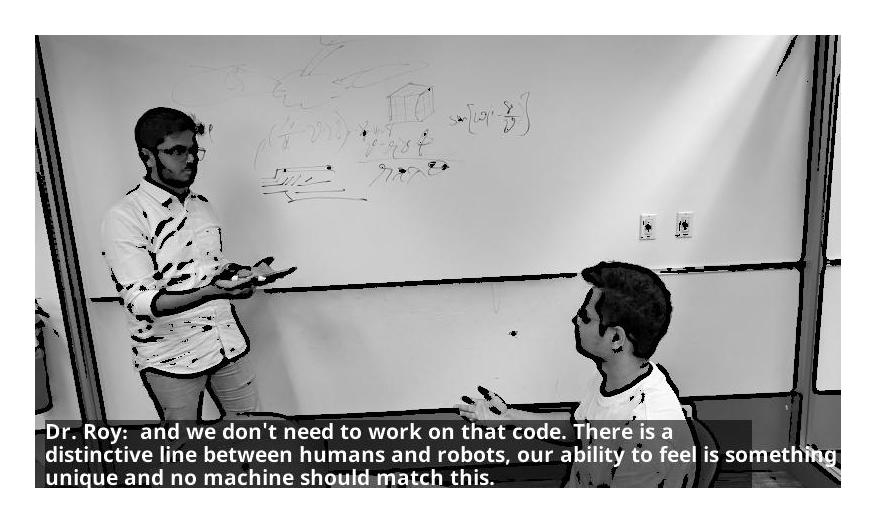 Dr. Roy:  and we don't need to work on that code. There is a
distinctive line between humans and robots, our ability to feel is something
unique and no machine should match this.